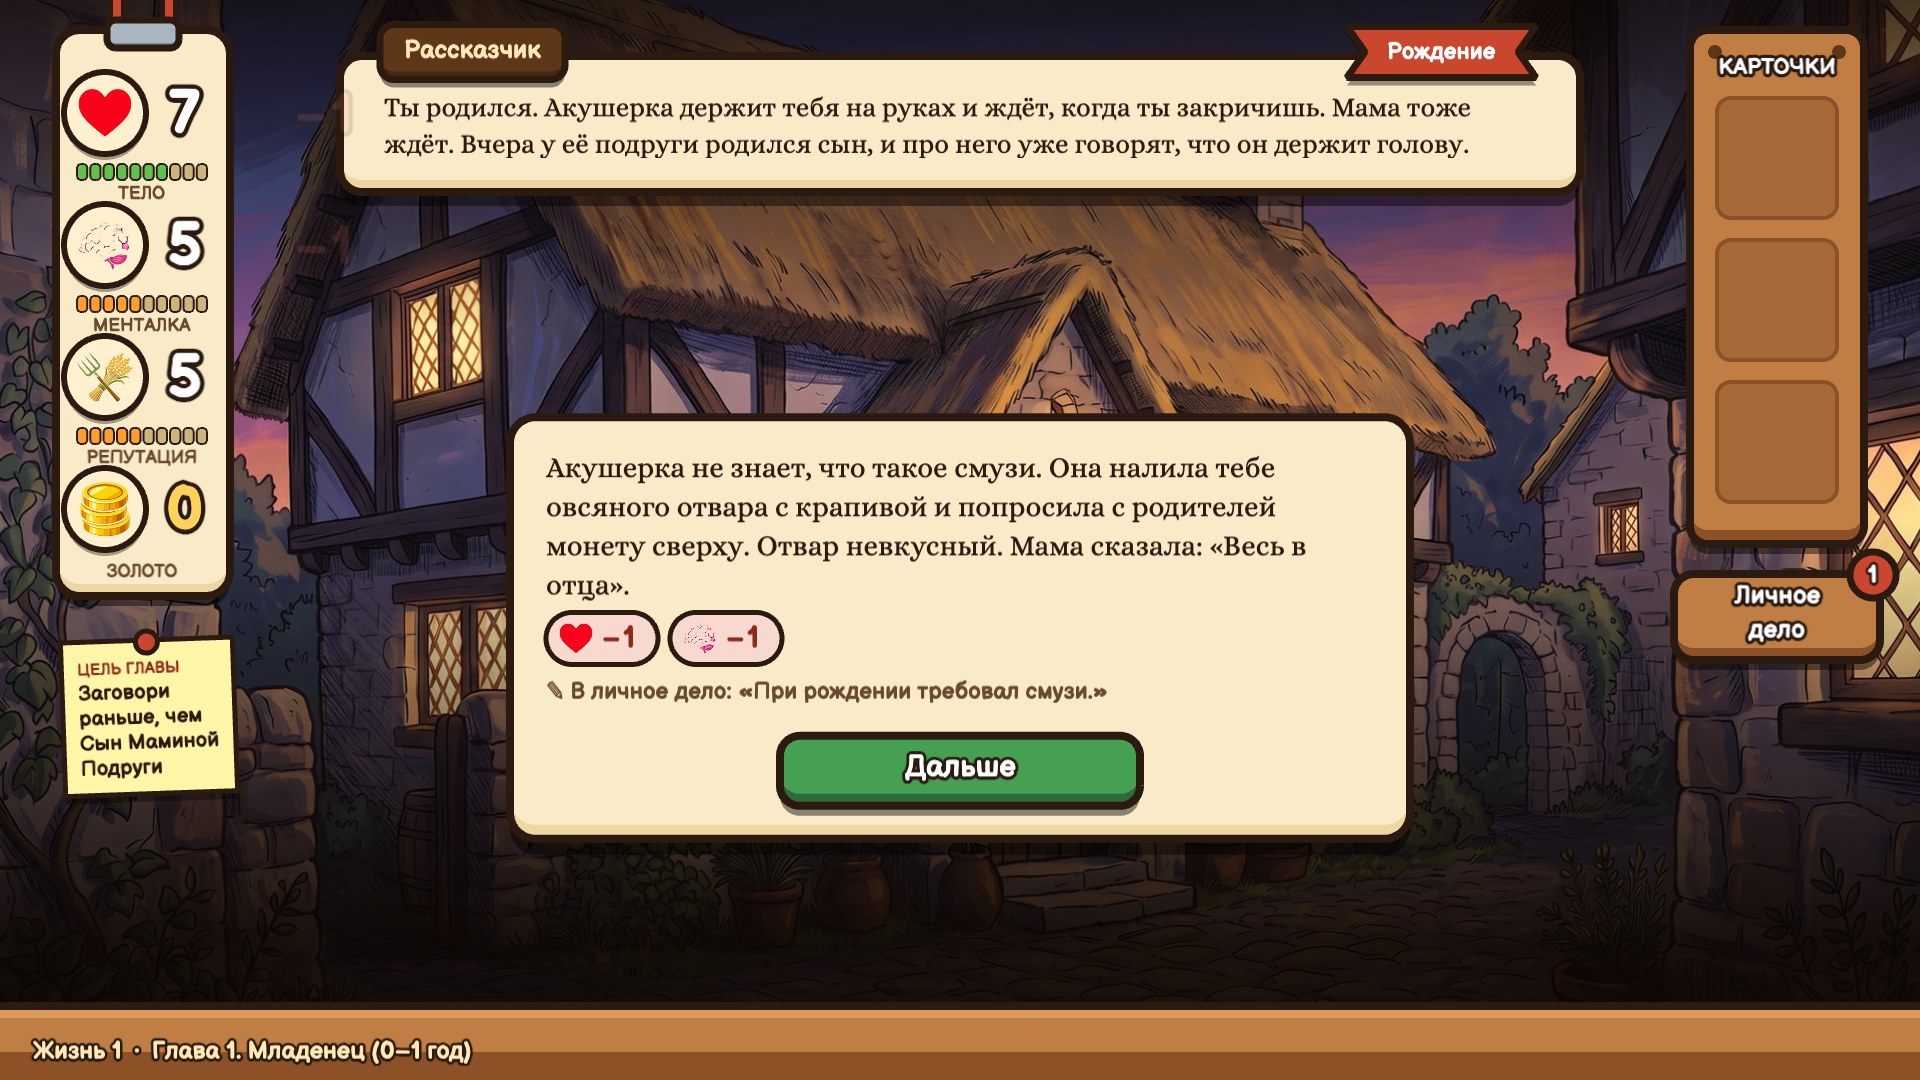 Рассказчик
Рождение
Ты родился. Акушерка держит тебя на руках и ждёт, когда ты закричишь. Мама тоже
ждёт. Вчера у её подруги родился сын, и про него уже говорят, что он держит голову.
7
ТЕЛО
5
МЕНТАЛКА
5
РЕПУТАЦИЯ
0
ЗОЛОТО
ЦЕЛЬ ГЛАВЫ
Заговори
раньше, чем
Сын Маминой
Подруги
Акушерка не знает, что такое смузи. Она налила тебе
овсяного отвара с крапивой и попросила с родителей
монету сверху. Отвар невкусный. Мама сказала: «Весь в
отца».
−1 −1
✎ В личное дело: «При рождении требовал смузи.»
Дальше
КАРТОЧКИ
1
Личное
дело
Жизнь 1 · Глава 1. Младенец (0–1 год)